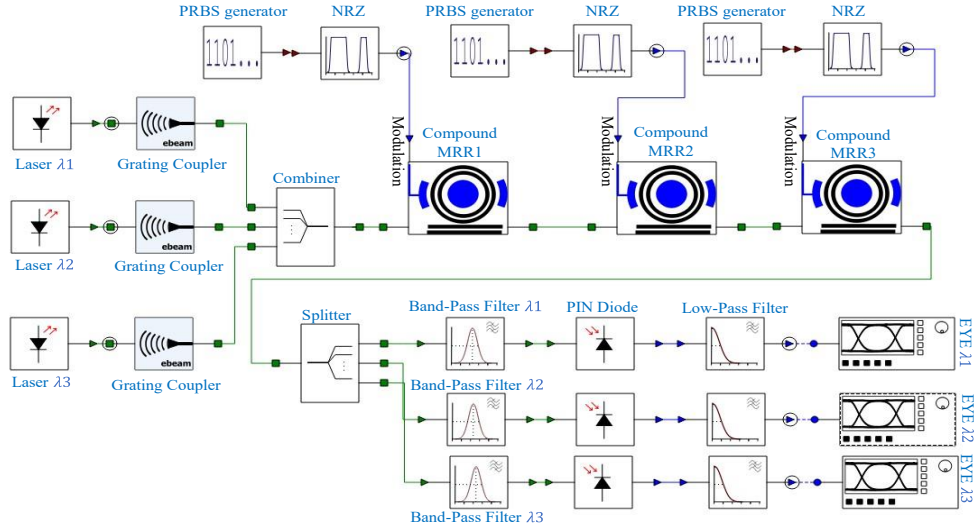 PRBS generator
NRZ
PRBS generator
NRZ
PRBS generator
NRZ
1101
1101
1101
Modulation
Compound
MRR1
Modulation
Compound
MRR2
Modulation
Compound
MRR3
ebeam
Laser λ1
Grating Coupler
Combiner
ebeam
Laser λ2
Grating Coupler
ebeam
Laser λ3
Grating Coupler
Splitter
Band-Pass Filter λ1
PIN Diode
Low-Pass Filter
EYE λ1
Band-Pass Filter λ2
EYE λ2
Band-Pass Filter λ3
EYE λ3